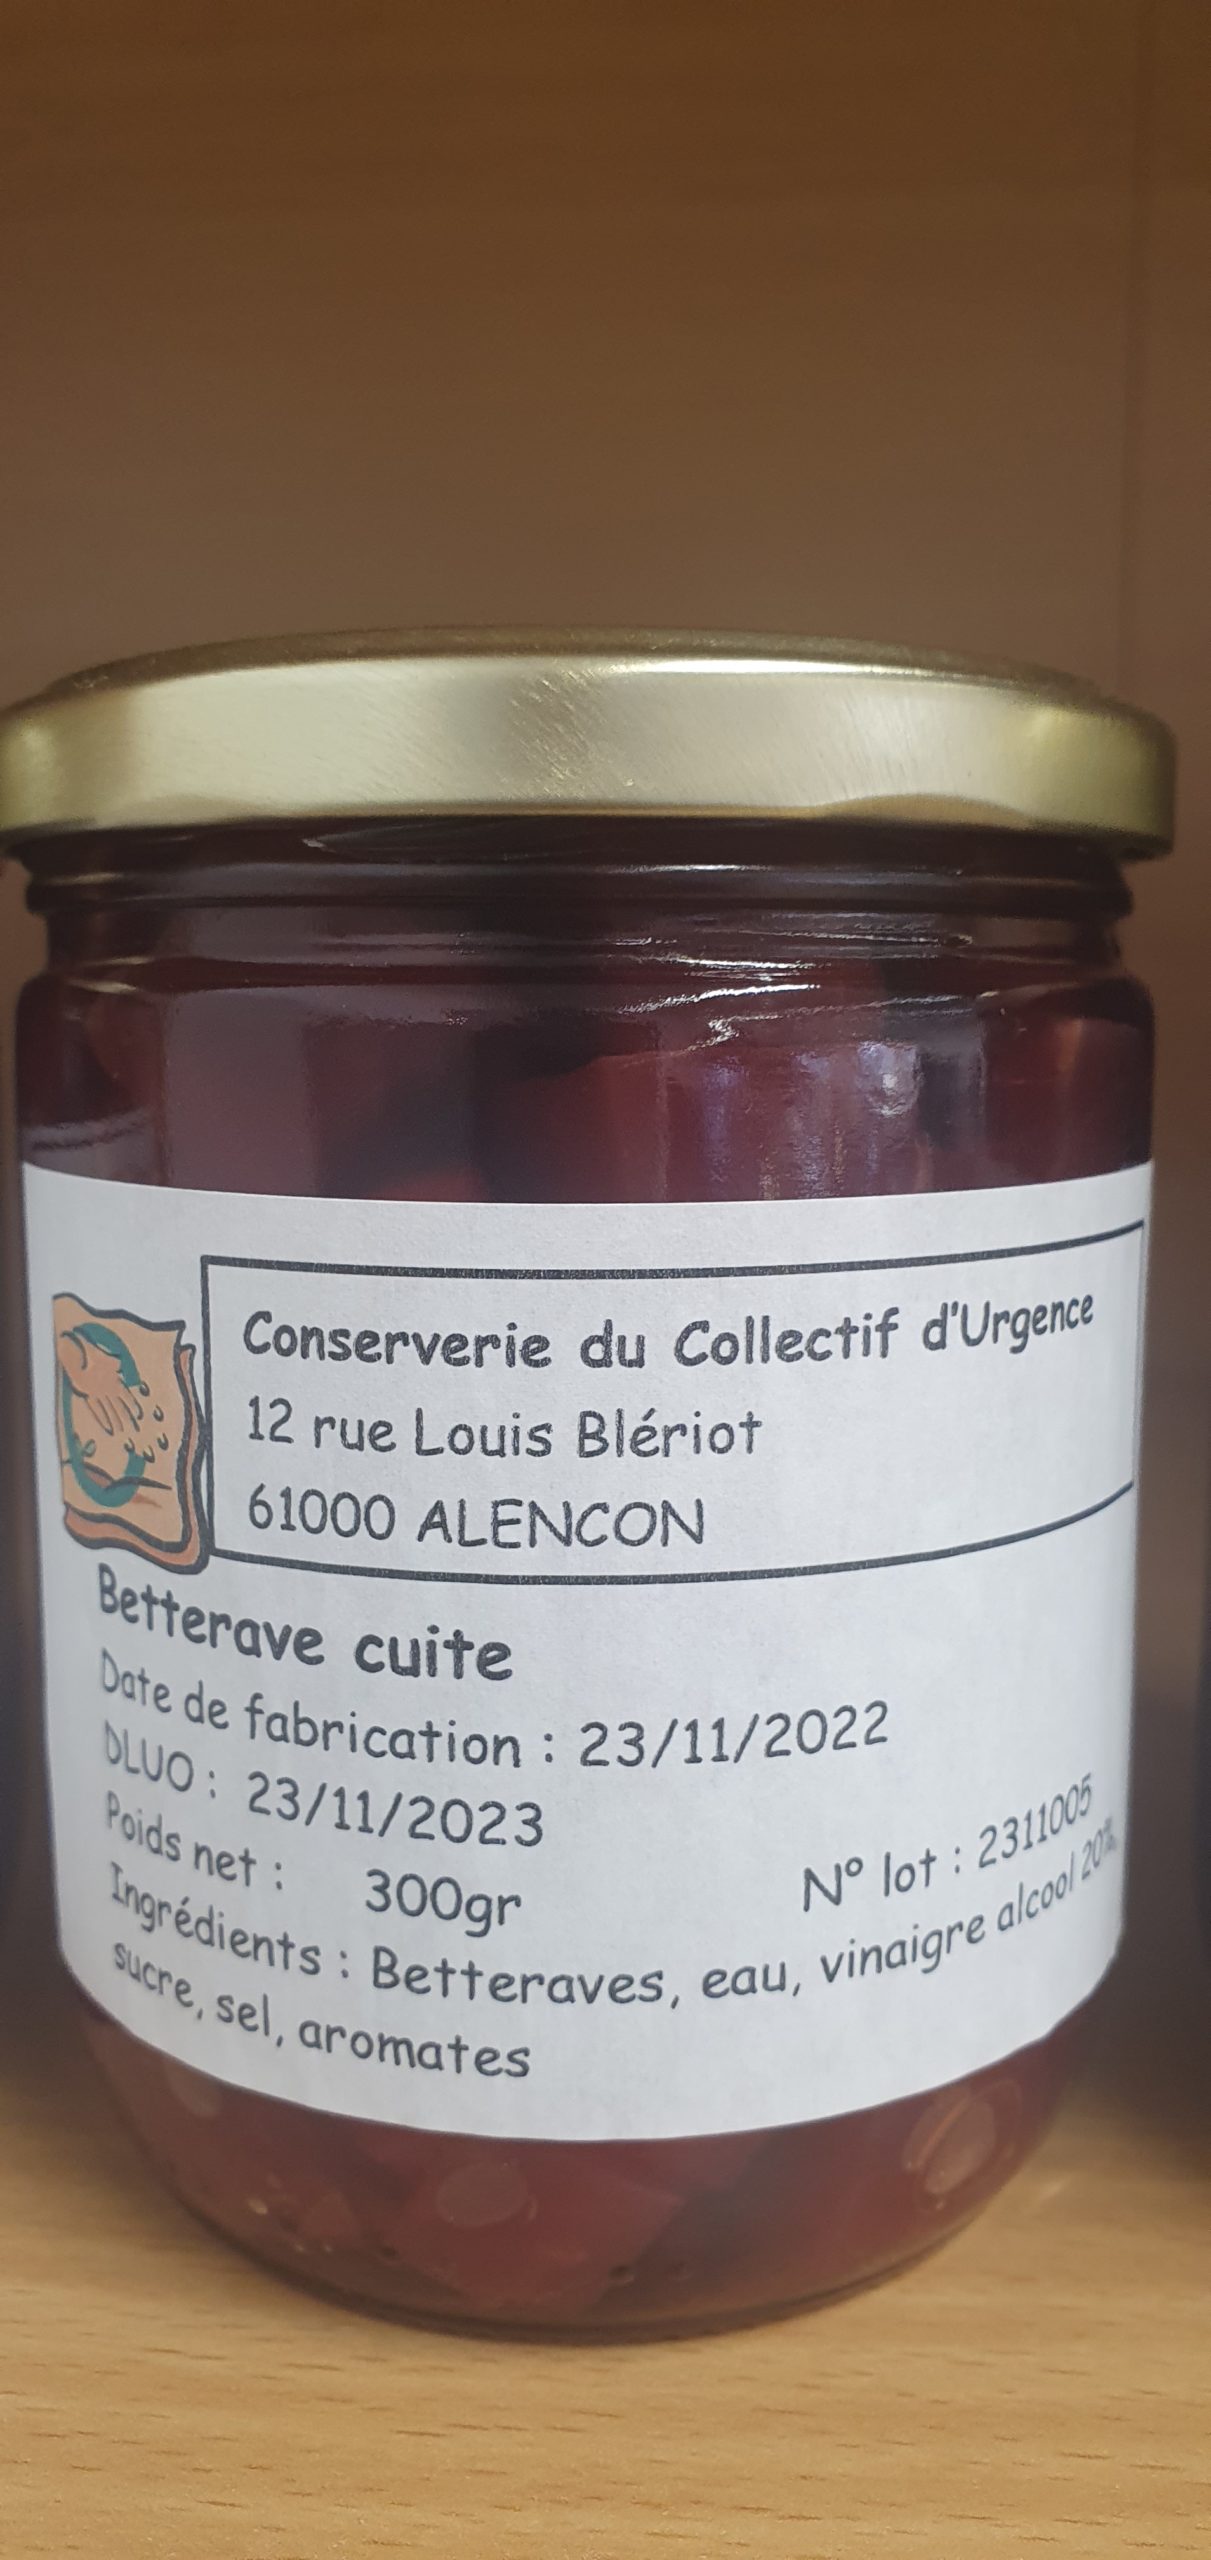 Conserverie du Collectif d'Urgence
12 rue Louis Blériot
61000 ALENCON
Betterave cuite
Date de fabrication : 23/11/2022
DLUO : 23/11/2023
Poids net : 300gr
N° lot : 2311005
Ingrédients : Betteraves, eau, vinaigre alcool 20%,
sucre, sel, aromates